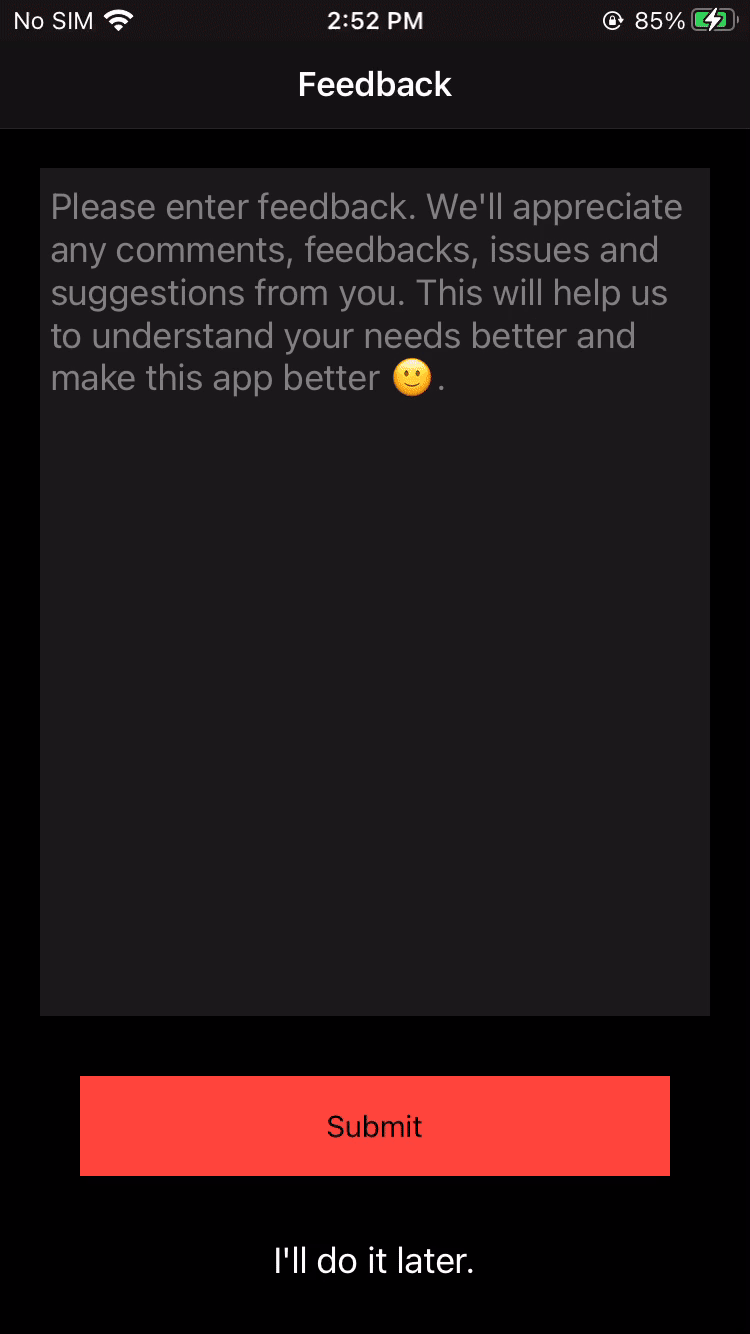 No SIM 2:52 PM 85%
Feedback
Please enter feedback. We'll appreciate
any comments, feedbacks, issues and
suggestions from you. This will help us
to understand your needs better and
make this app better 🙂.
Submit
I'll do it later.